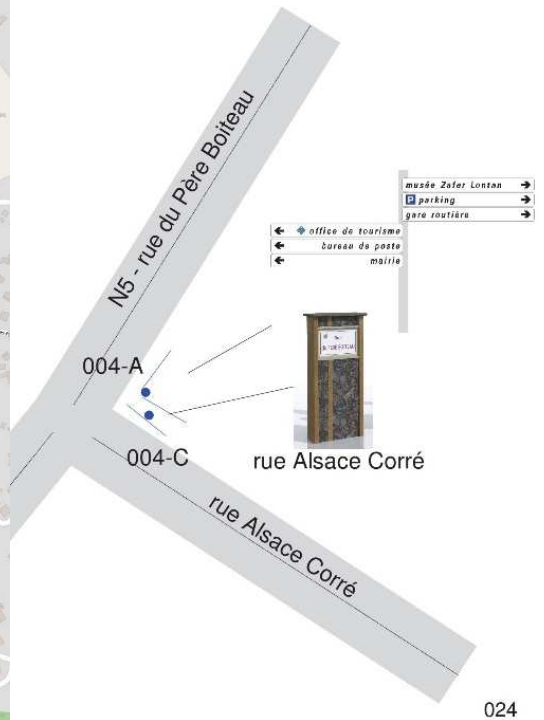 N5 - rue du Père Boiteau
musée Zafer Lontan
P parking
gare routière
office de tourisme
bureau de poste
mairie
004-A
004-C
rue Alsace Corré
rue Alsace Corré
024